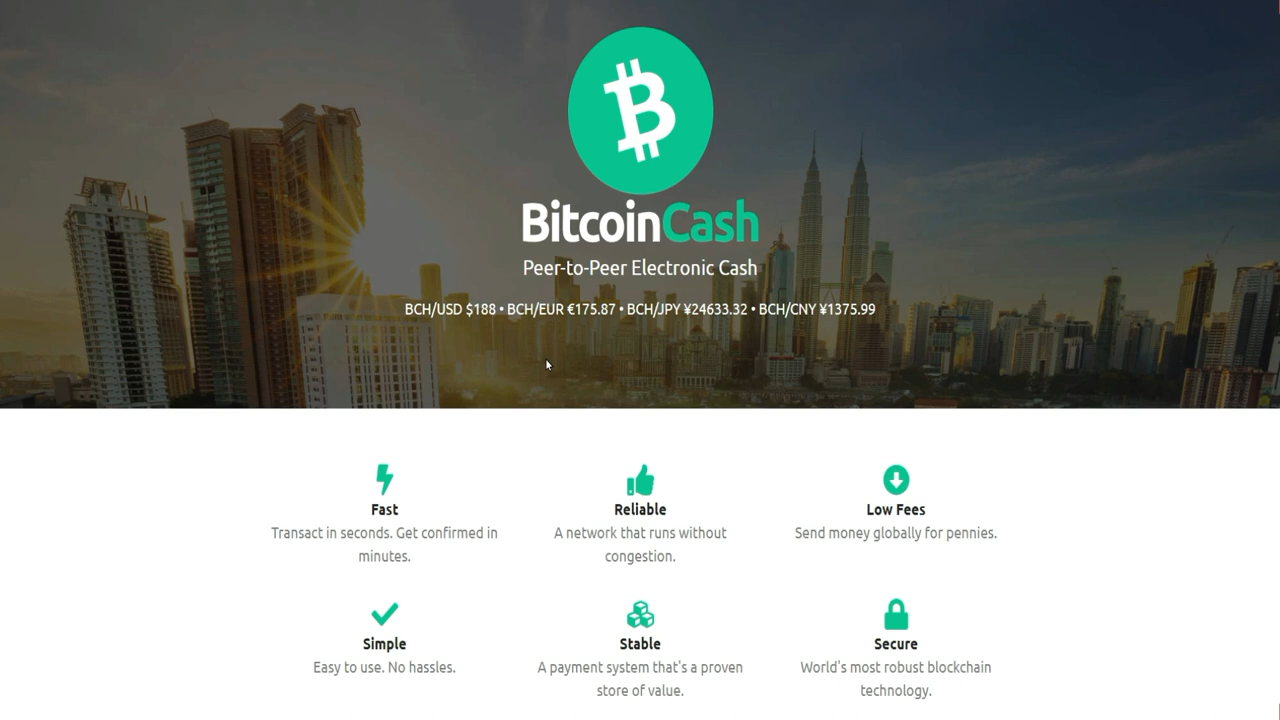 BitcoinCash
Peer-to-Peer Electronic Cash
BCH/USD $188 • BCH/EUR €175.87 • BCH/JPY ¥24633.32 • BCH/CNY ¥1375.99
Fast
Transact in seconds. Get confirmed in
minutes.
Reliable
A network that runs without
congestion.
Low Fees
Send money globally for pennies.
Simple
Easy to use. No hassles.
Stable
A payment system that's a proven
store of value.
Secure
World's most robust blockchain
technology.